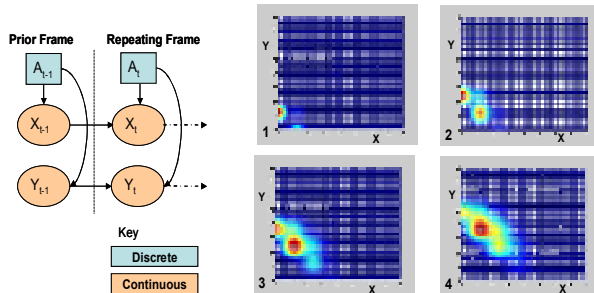 Prior Frame Repeating Frame
A t-1 A t
X t-1 X t
Y t-1 Y t
Key
Discrete
Continuous
Y
1
X
Y
2
X
Y
3
X
Y
4
X